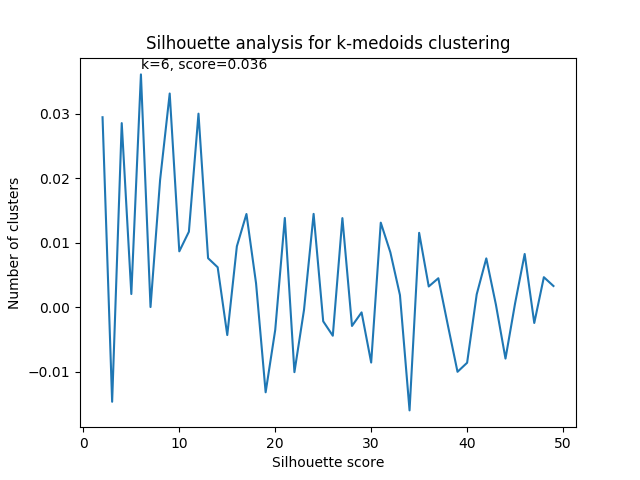 Silhouette analysis for k-medoids clustering
k=6, score=0.036
0.03
0.02
0.01
0.00
−0.01
Number of clusters
0 10 20 30 40 50
Silhouette score